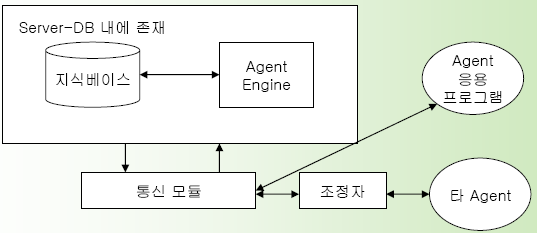 Server-DB 내에 존재
지식베이스
Agent
Engine
Agent
응용
프로그램
통신 모듈
조정자
타 Agent